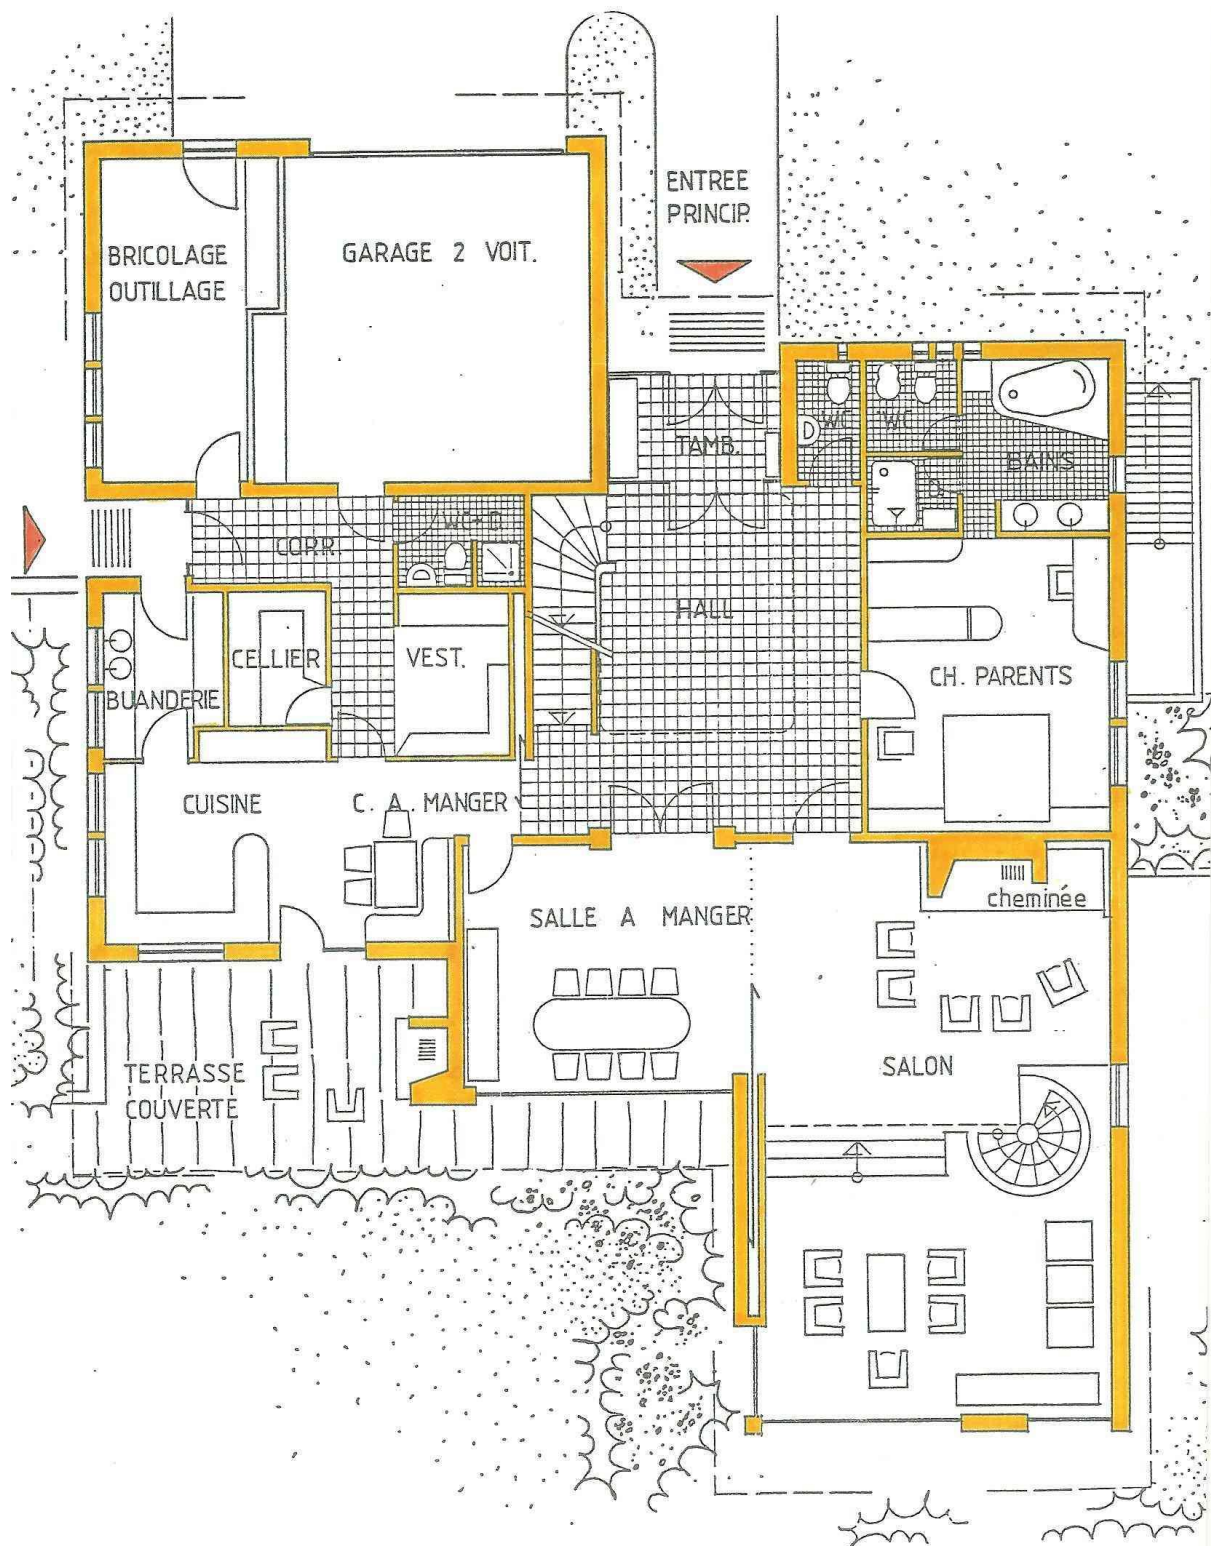 ENTREE
PRINCIP.
BRICOLAGE
OUTILLAGE
GARAGE 2 VOIT.
WC
WC
TAMB.
BAINS
D.
WC+D.
CORR.
HALL
CELLIER
VEST.
CH. PARENTS
BUANDERIE
CUISINE
C. A. MANGER
cheminée
SALLE A MANGER
SALON
TERRASSE
COUVERTE